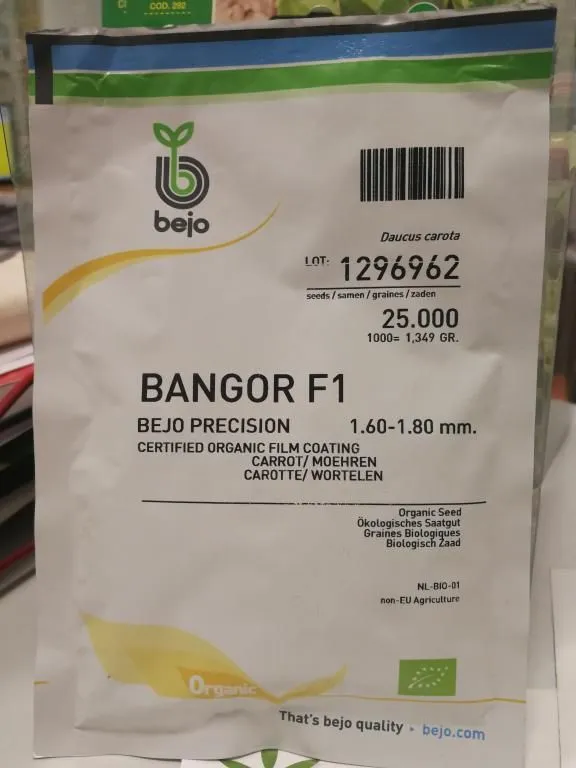 COD. 292
bejo
Daucus carota
LOT: 1296962
seeds / samen / graines / zaden
25.000
1000= 1,349 GR.
BANGOR F1
BEJO PRECISION 1.60-1.80 mm.
CERTIFIED ORGANIC FILM COATING
CARROT/ MOEHREN
CAROTTE/ WORTELEN
Organic Seed
Ökologisches Saatgut
Graines Biologiques
Biologisch Zaad
NL-BIO-01
non-EU Agriculture
Organic
That's bejo quality ▸ bejo.com